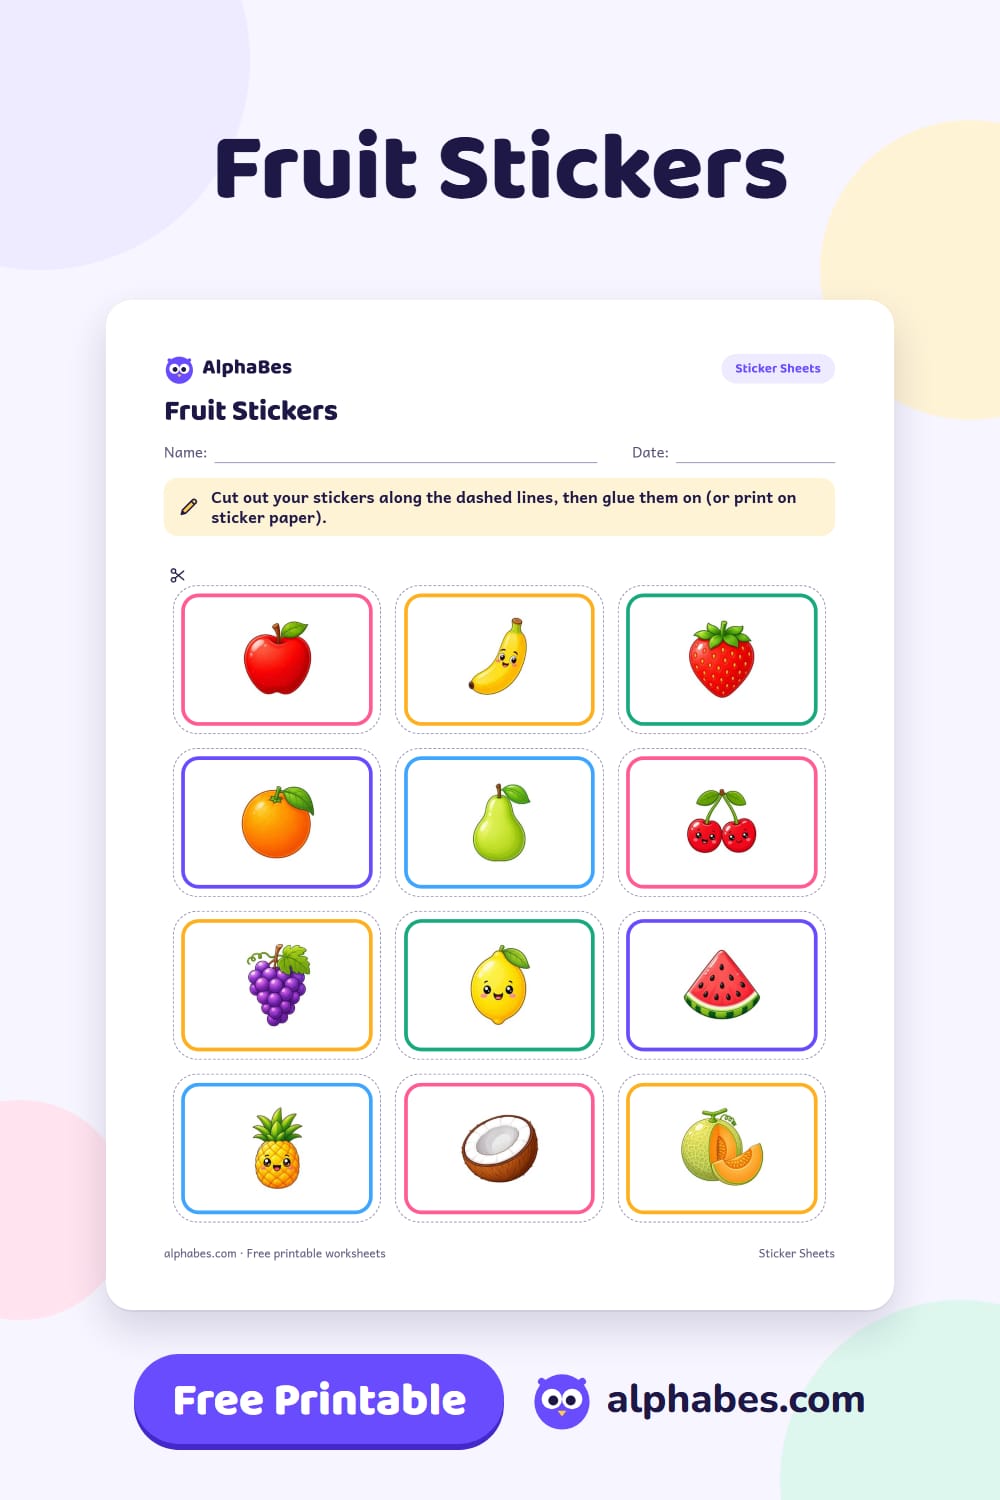 Fruit Stickers
AlphaBes
Sticker Sheets
Fruit Stickers
Name:
Date:
Cut out your stickers along the dashed lines, then glue them on (or print on
sticker paper).
alphabes.com · Free printable worksheets
Sticker Sheets
Free Printable
alphabes.com